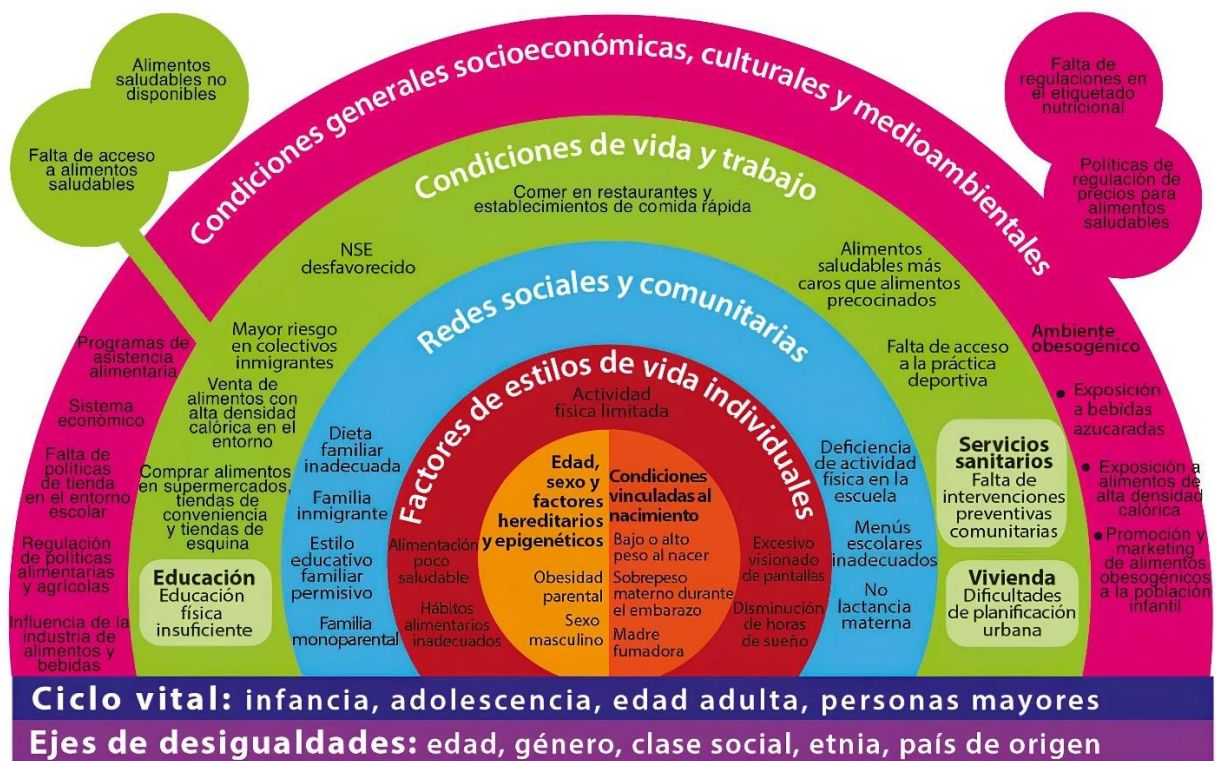 Alimentos
saludables no
disponibles
Falta de acceso
a alimentos
saludables
Falta de
regulaciones en
el etiquetado
nutricional
Políticas de
regulación de
precios para
alimentos
saludables
Condiciones generales socioeconómicas, culturales y medioambientales
Programas de
asistencia
alimentaria
Sistema
económico
Falta de
políticas
de tienda
en el entorno
escolar
Regulación
de políticas
alimentarias
y agrícolas
Influencia de la
industria de
alimentos y
bebidas
Ambiente
obesogénico
• Exposición
a bebidas
azucaradas
• Exposición a
alimentos de
alta densidad
calórica
• Promoción y
marketing
de alimentos
obesogénicos
a la población
infantil
Condiciones de vida y trabajo
Comer en restaurantes y
establecimientos de comida rápida
NSE
desfavorecido
Mayor riesgo
en colectivos
inmigrantes
Venta de
alimentos con
alta densidad
calórica en el
entorno
Comprar alimentos
en supermercados,
tiendas de
conveniencia
y tiendas de
esquina
Educación
Educación
física
insuficiente
Alimentos
saludables más
caros que alimentos
precocinados
Falta de acceso
a la práctica
deportiva
Servicios
sanitarios
Falta de
intervenciones
preventivas
comunitarias
Vivienda
Dificultades
de planificación
urbana
Redes sociales y comunitarias
Dieta
familiar
inadecuada
Familia
inmigrante
Estilo
educativo
familiar
permisivo
Familia
monoparental
Deficiencia
de actividad
física en la
escuela
Menús
escolares
inadecuados
No
lactancia
materna
Factores de estilos de vida individuales
Actividad
física limitada
Alimentación
poco
saludable
Hábitos
alimentarios
inadecuados
Excesivo
visionado
de pantallas
Disminución
de horas
de sueño
Edad,
sexo y
factores
hereditarios
y epigenéticos
Obesidad
parental
Sexo
masculino
Condiciones
vinculadas al
nacimiento
Bajo o alto
peso al nacer
Sobrepeso
materno durante
el embarazo
Madre
fumadora
Ciclo vital: infancia, adolescencia, edad adulta, personas mayores
Ejes de desigualdades: edad, género, clase social, etnia, país de origen